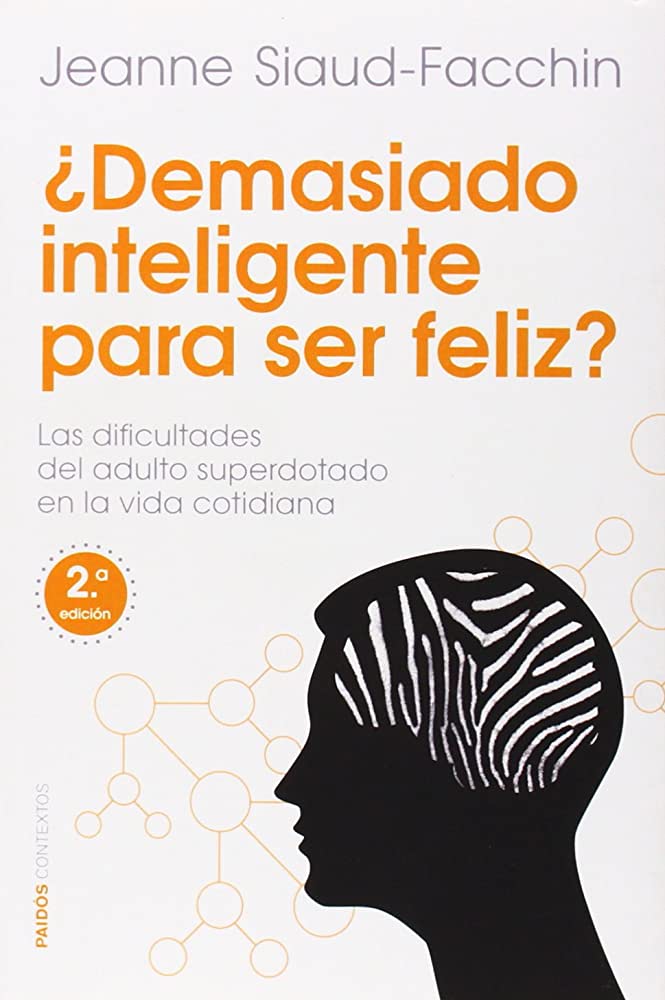 Jeanne Siaud-Facchin
¿Demasiado
inteligente
para ser feliz?
Las dificultades
del adulto superdotado
en la vida cotidiana
2.ª
edición
PAIDÓS CONTEXTOS